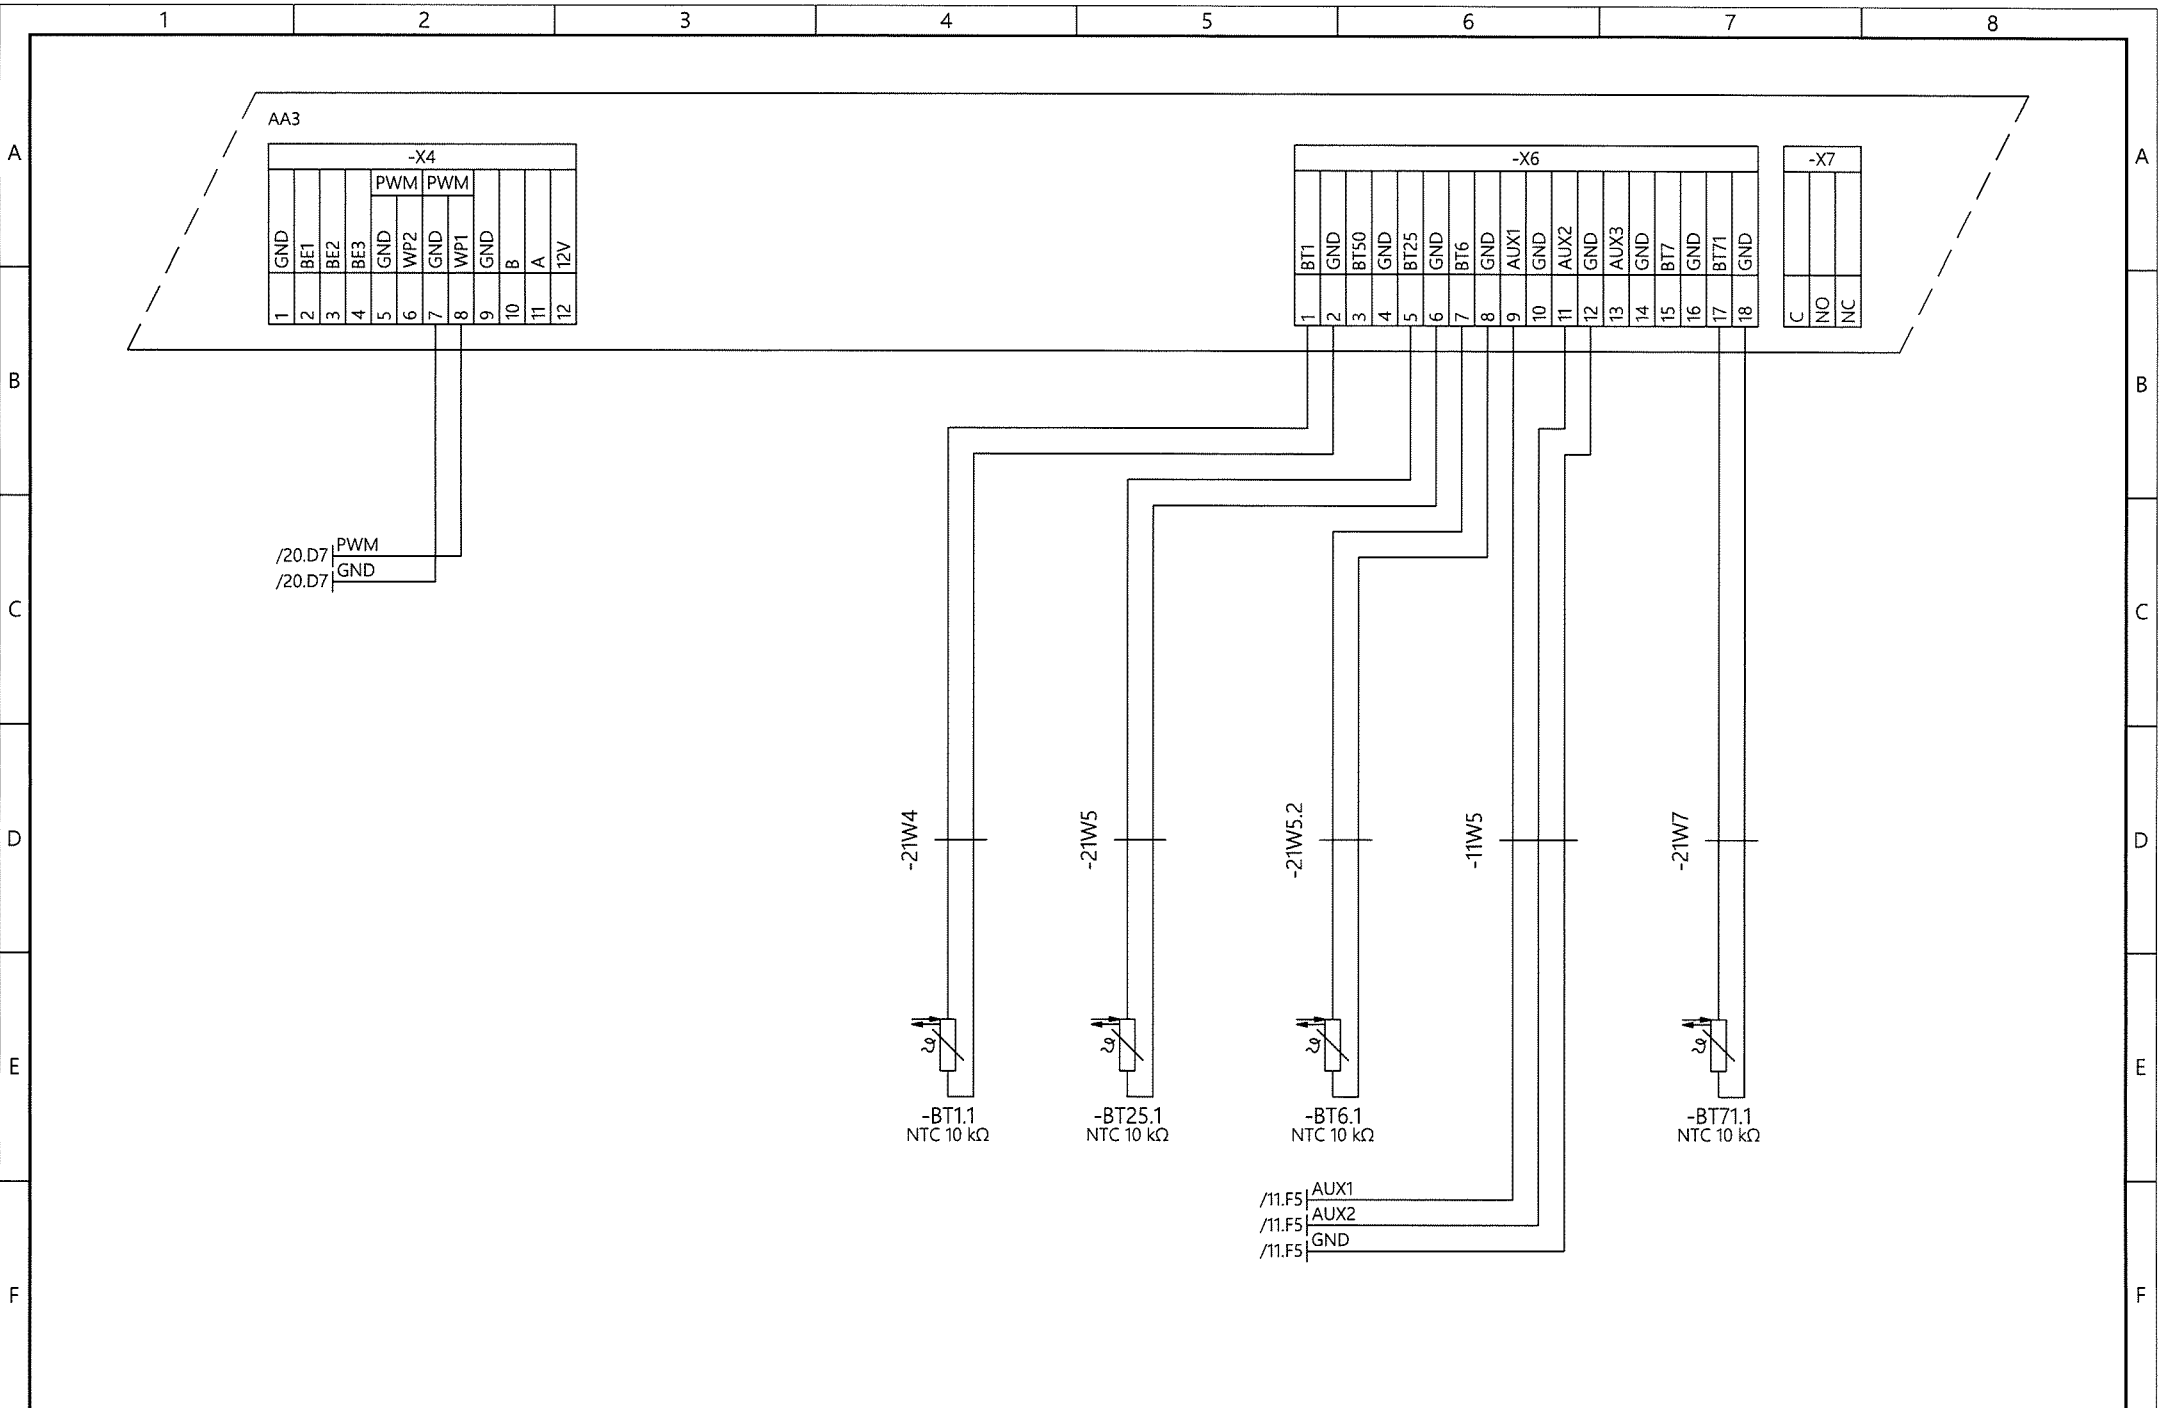 1 2 3 4 5 6 7 8
AA3
A A
-X4
PWM PWM
GND BE1 BE2 BE3 GND WP2 GND WP1 GND B A 12V
1 2 3 4 5 6 7 8 9 10 11 12
-X6
BT1 GND BT50 GND BT25 GND BT6 GND AUX1 GND AUX2 GND AUX3 GND BT7 GND BT71 GND
1 2 3 4 5 6 7 8 9 10 11 12 13 14 15 16 17 18
-X7
C NO NC
B B
/20.D7 PWM
/20.D7 GND
C C
D D
-21W4 -21W5 -21W5.2 -11W5 -21W7
E E
ϑ ϑ ϑ ϑ
-BT1.1 -BT25.1 -BT6.1 -BT71.1
NTC 10 kΩ NTC 10 kΩ NTC 10 kΩ NTC 10 kΩ
/11.F5 AUX1
/11.F5 AUX2
/11.F5 GND
F F